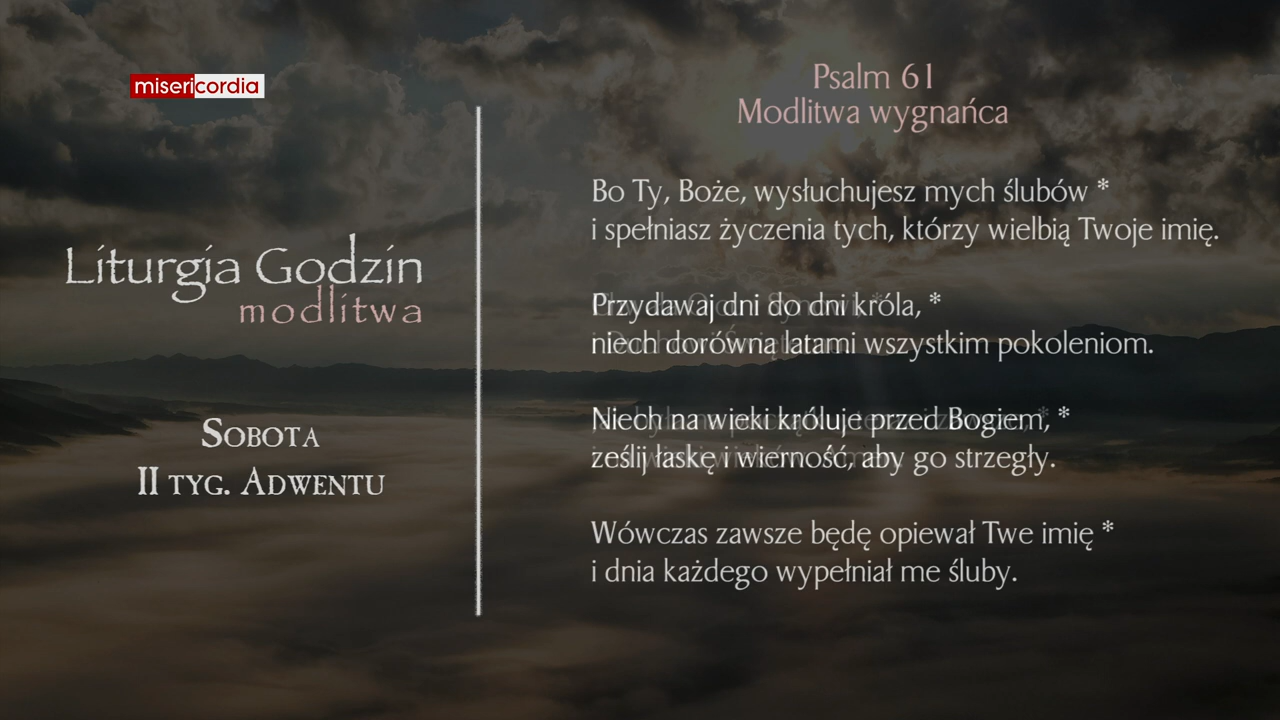 misericordia
Liturgia Godzin
modlitwa
Sobota
II tyg. Adwentu
Psalm 61
Modlitwa wygnańca
Bo Ty, Boże, wysłuchujesz mych ślubów *
i spełniasz życzenia tych, którzy wielbią Twoje imię.
Przydawaj dni do dni króla, *
niech dorówna latami wszystkim pokoleniom.
Niech na wieki króluje przed Bogiem, *
ześlij łaskę i wierność, aby go strzegły.
Wówczas zawsze będę opiewał Twe imię *
i dnia każdego wypełniał me śluby.